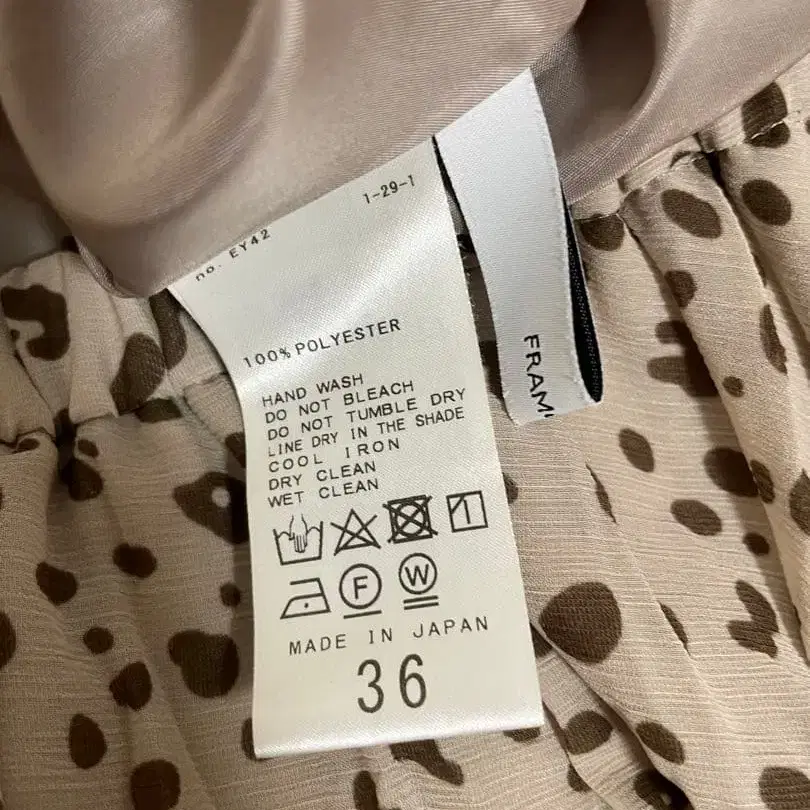 1-29-1
no. EY42
FRAM
100% POLYESTER
HAND WASH
DO NOT BLEACH
DO NOT TUMBLE DRY
LINE DRY IN THE SHADE
COOL IRON
DRY CLEAN
WET CLEAN
F W
MADE IN JAPAN
36